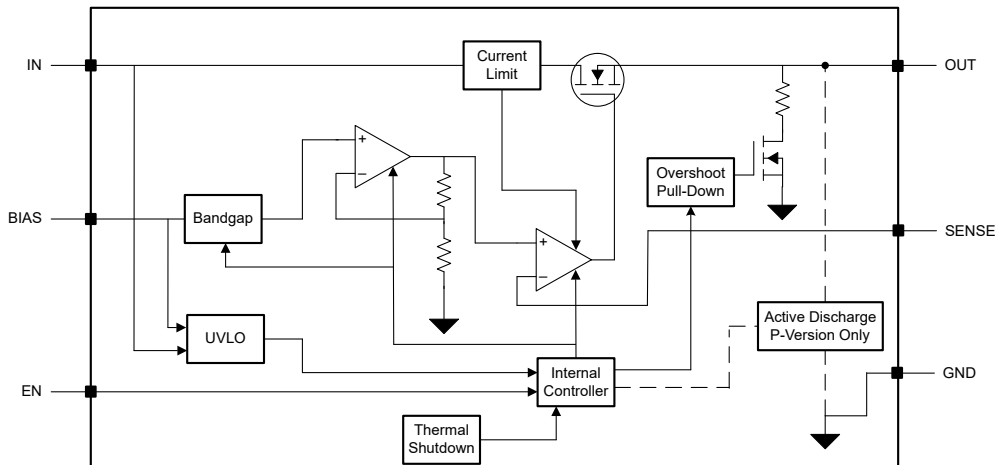 Current
Limit
IN
OUT
+
−
Overshoot
Pull-Down
BIAS
Bandgap
SENSE
+
−
UVLO
Active Discharge
P-Version Only
Internal
Controller
GND
EN
Thermal
Shutdown